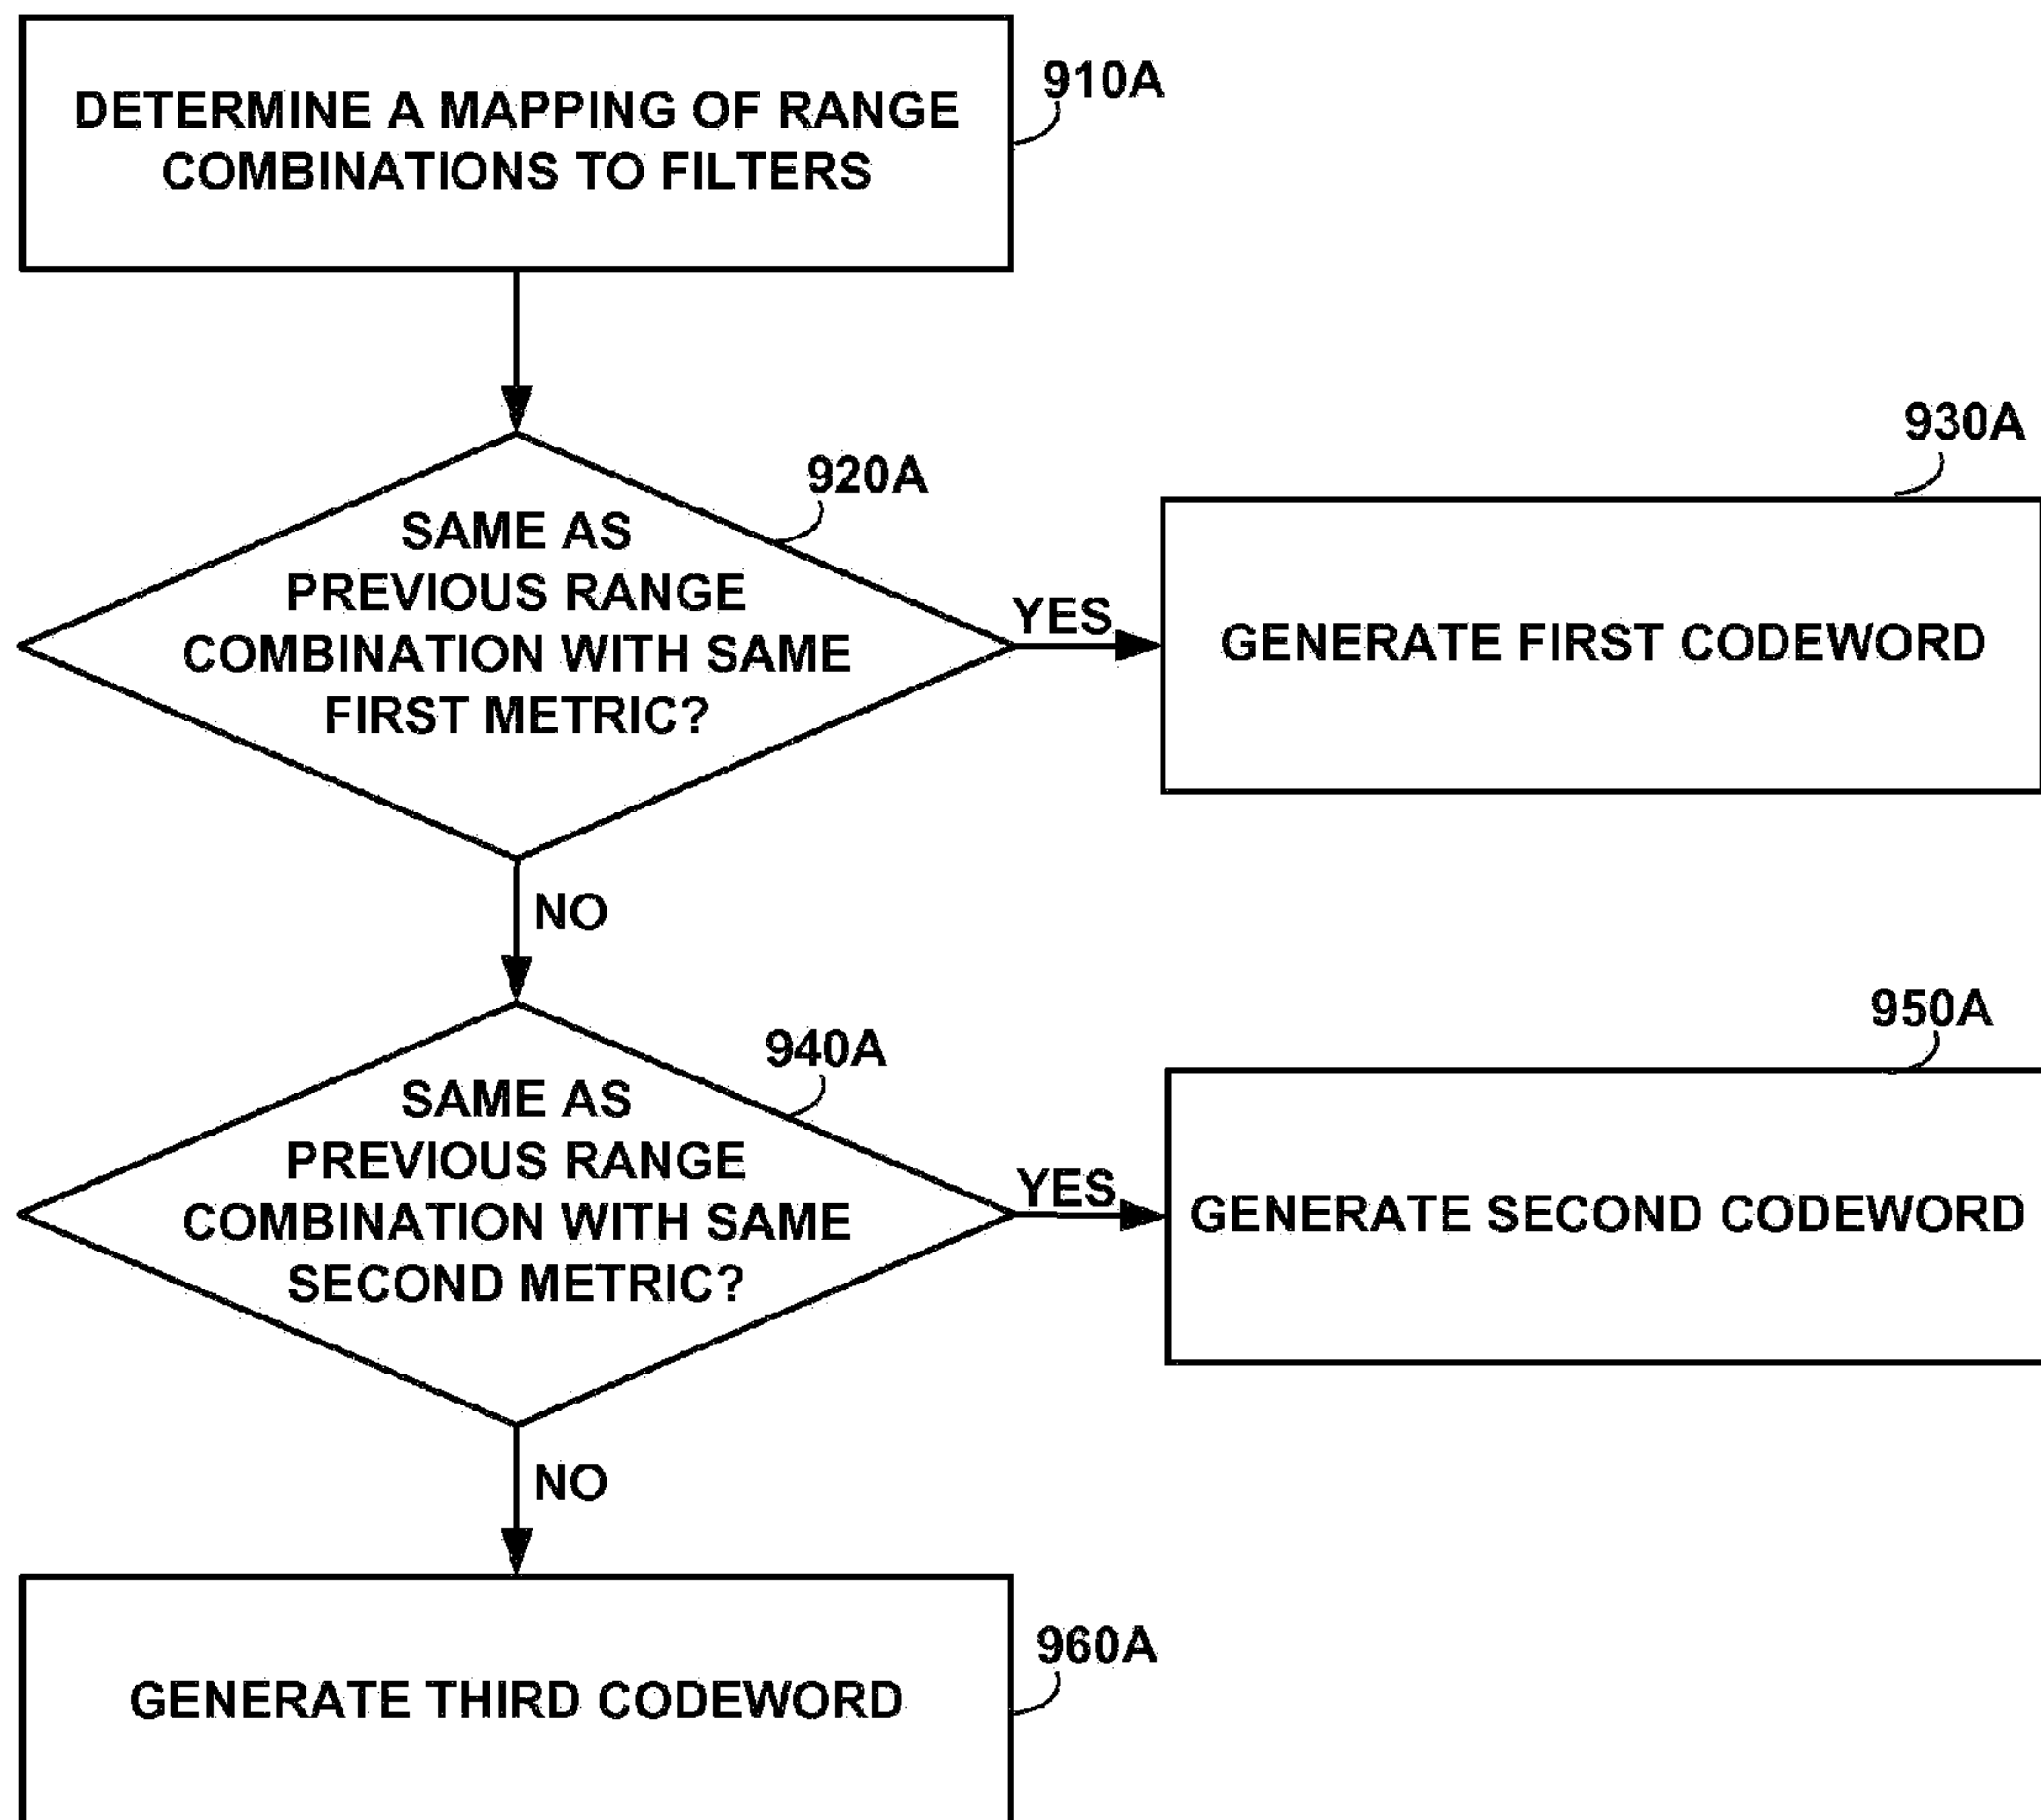 DETERMINE A MAPPING OF RANGE
COMBINATIONS TO FILTERS
910A
920A
SAME AS
PREVIOUS RANGE
COMBINATION WITH SAME
FIRST METRIC?
YES
930A
GENERATE FIRST CODEWORD
NO
940A
SAME AS
PREVIOUS RANGE
COMBINATION WITH SAME
SECOND METRIC?
YES
950A
GENERATE SECOND CODEWORD
NO
960A
GENERATE THIRD CODEWORD